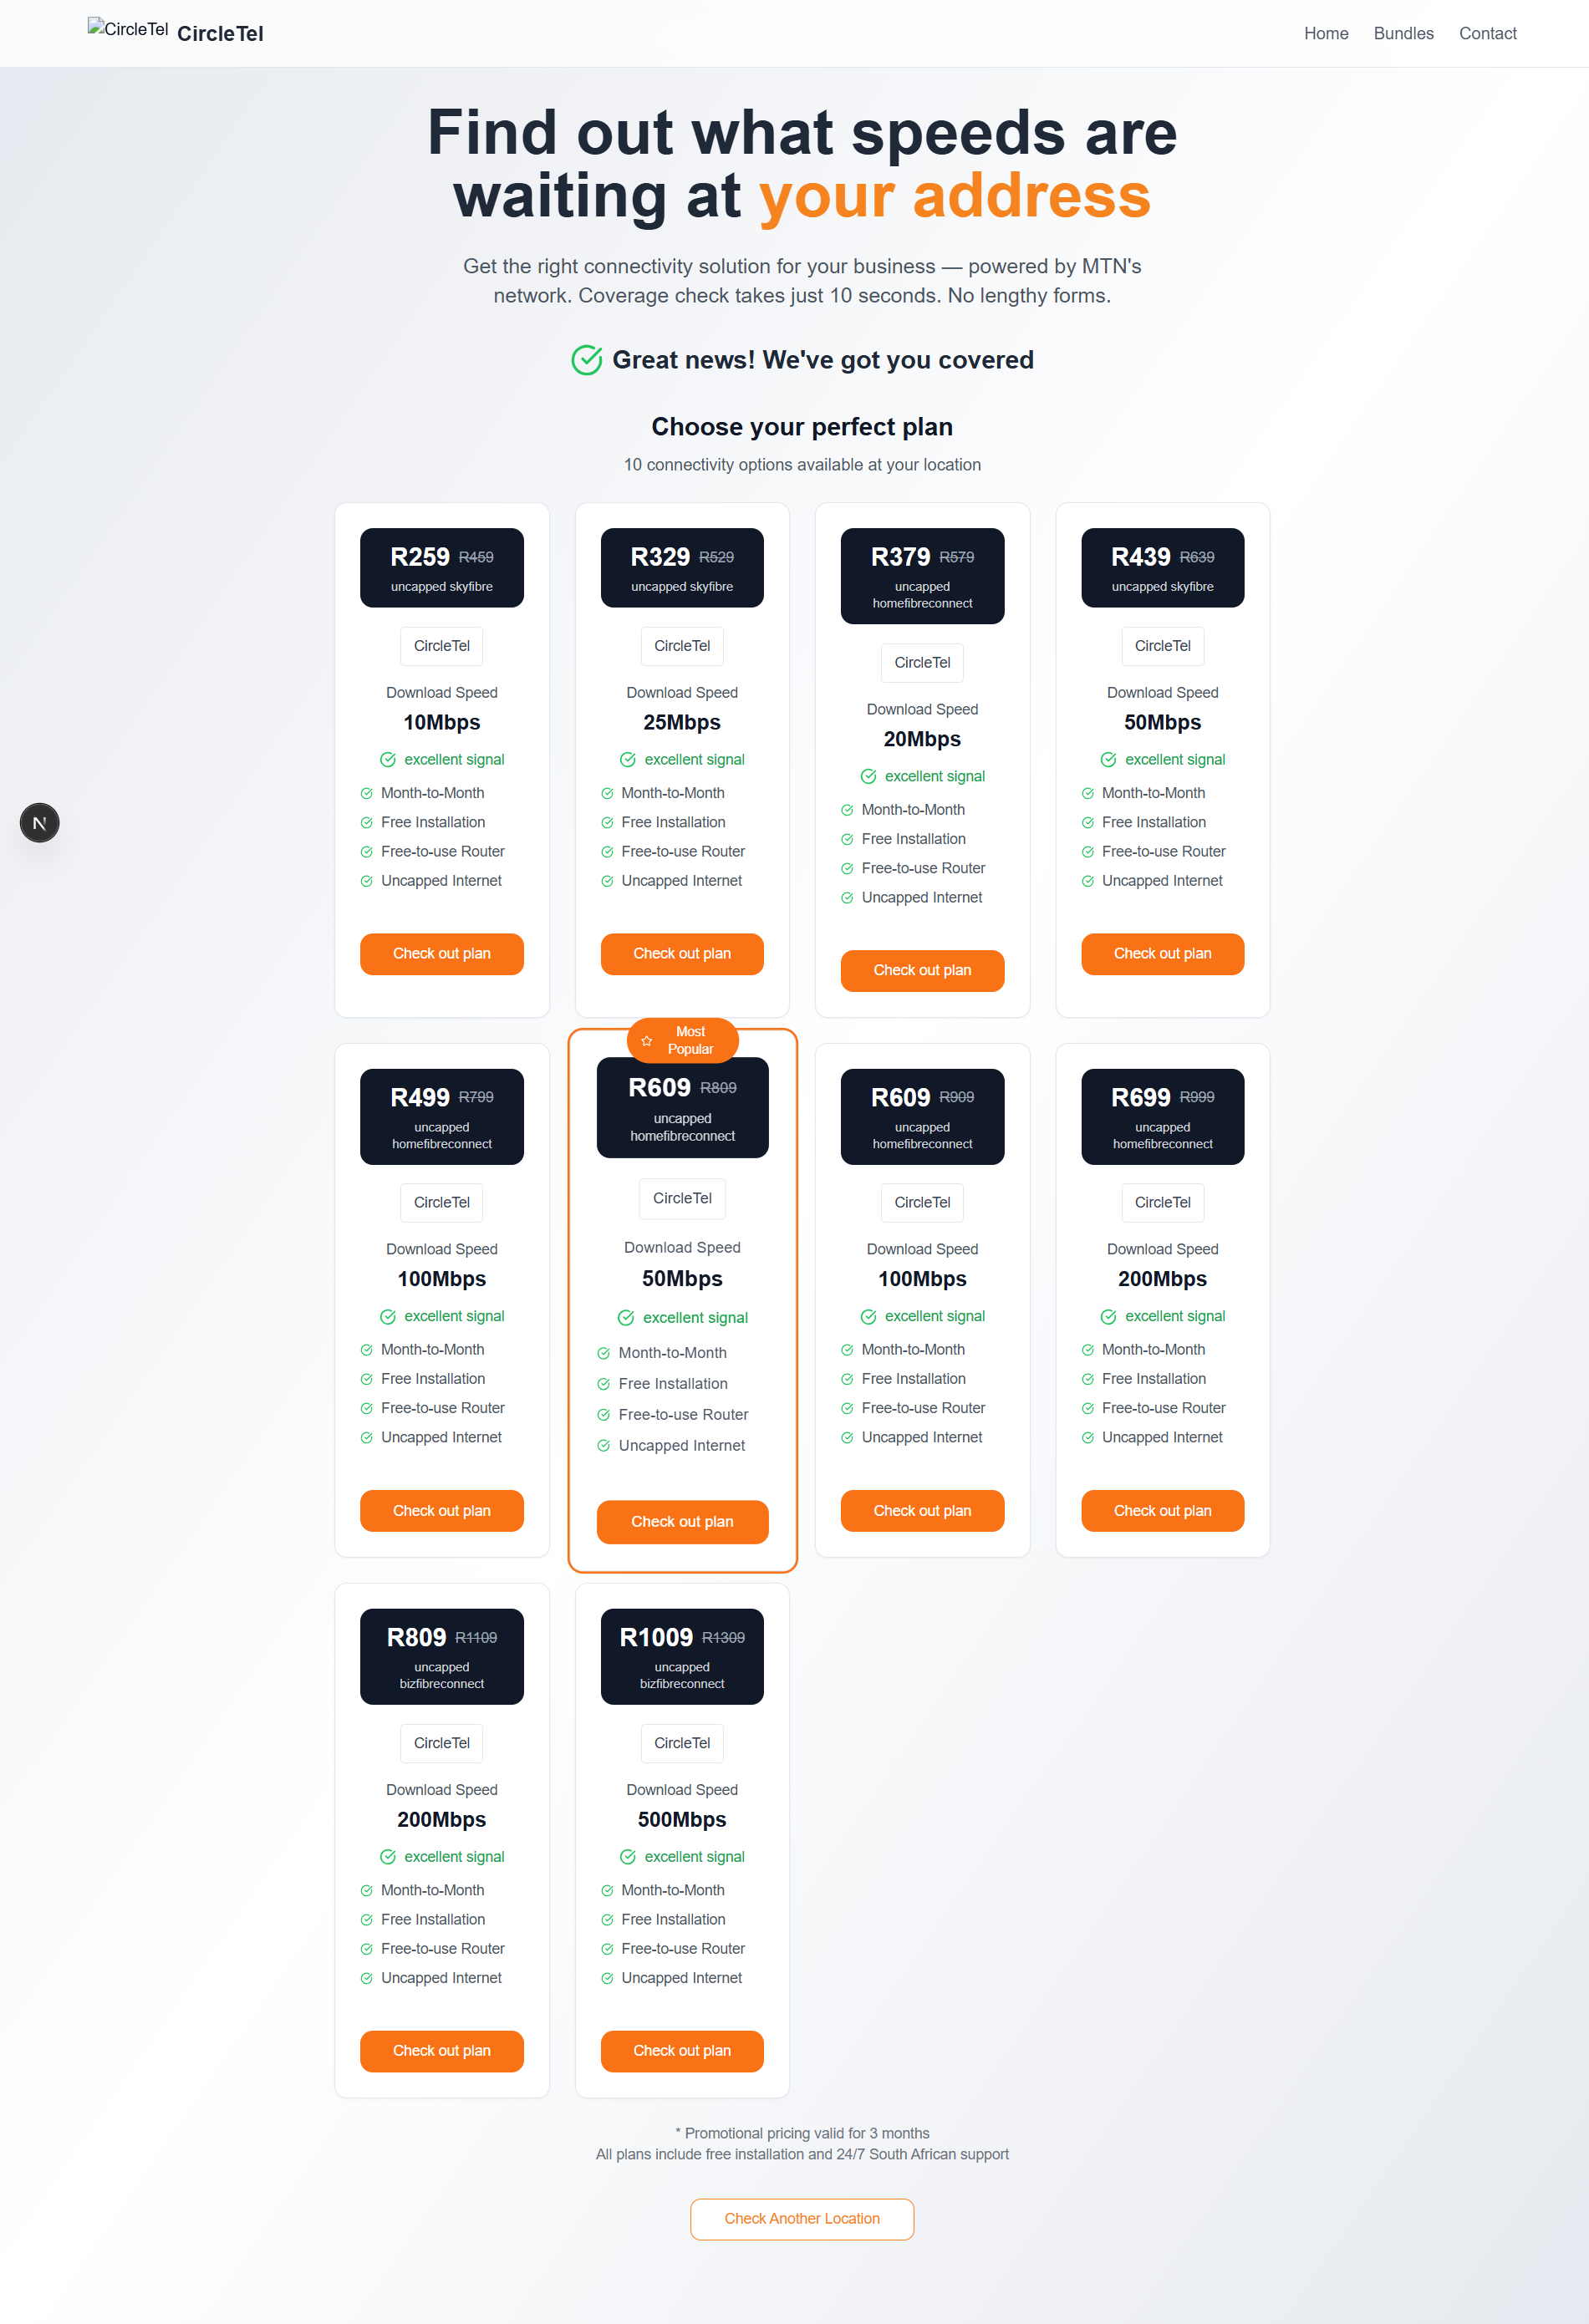 CircleTel CircleTel
Home Bundles Contact
Find out what speeds are
waiting at your address
Get the right connectivity solution for your business — powered by MTN's
network. Coverage check takes just 10 seconds. No lengthy forms.
Great news! We've got you covered
Choose your perfect plan
10 connectivity options available at your location
R259 R459
uncapped skyfibre
CircleTel
Download Speed
10Mbps
excellent signal
Month-to-Month
Free Installation
Free-to-use Router
Uncapped Internet
Check out plan
R329 R529
uncapped skyfibre
CircleTel
Download Speed
25Mbps
excellent signal
Month-to-Month
Free Installation
Free-to-use Router
Uncapped Internet
Check out plan
R379 R579
uncapped
homefibreconnect
CircleTel
Download Speed
20Mbps
excellent signal
Month-to-Month
Free Installation
Free-to-use Router
Uncapped Internet
Check out plan
R439 R639
uncapped skyfibre
CircleTel
Download Speed
50Mbps
excellent signal
Month-to-Month
Free Installation
Free-to-use Router
Uncapped Internet
Check out plan
N
R499 R799
uncapped
homefibreconnect
CircleTel
Download Speed
100Mbps
excellent signal
Month-to-Month
Free Installation
Free-to-use Router
Uncapped Internet
Check out plan
Most
Popular
R609 R809
uncapped
homefibreconnect
CircleTel
Download Speed
50Mbps
excellent signal
Month-to-Month
Free Installation
Free-to-use Router
Uncapped Internet
Check out plan
R609 R909
uncapped
homefibreconnect
CircleTel
Download Speed
100Mbps
excellent signal
Month-to-Month
Free Installation
Free-to-use Router
Uncapped Internet
Check out plan
R699 R999
uncapped
homefibreconnect
CircleTel
Download Speed
200Mbps
excellent signal
Month-to-Month
Free Installation
Free-to-use Router
Uncapped Internet
Check out plan
R809 R1109
uncapped
bizfibreconnect
CircleTel
Download Speed
200Mbps
excellent signal
Month-to-Month
Free Installation
Free-to-use Router
Uncapped Internet
Check out plan
R1009 R1309
uncapped
bizfibreconnect
CircleTel
Download Speed
500Mbps
excellent signal
Month-to-Month
Free Installation
Free-to-use Router
Uncapped Internet
Check out plan
* Promotional pricing valid for 3 months
All plans include free installation and 24/7 South African support
Check Another Location